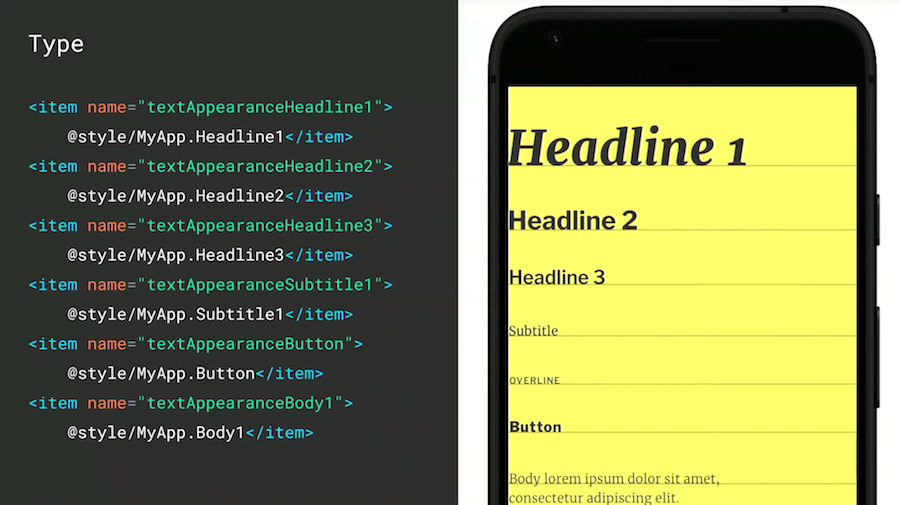 Type
<item name="textAppearanceHeadline1">
@style/MyApp.Headline1</item>
<item name="textAppearanceHeadline2">
@style/MyApp.Headline2</item>
<item name="textAppearanceHeadline3">
@style/MyApp.Headline3</item>
<item name="textAppearanceSubtitle1">
@style/MyApp.Subtitle1</item>
<item name="textAppearanceButton">
@style/MyApp.Button</item>
<item name="textAppearanceBody1">
@style/MyApp.Body1</item>
Headline 1
Headline 2
Headline 3
Subtitle
OVERLINE
Button
Body lorem ipsum dolor sit amet,
consectetur adipiscing elit.